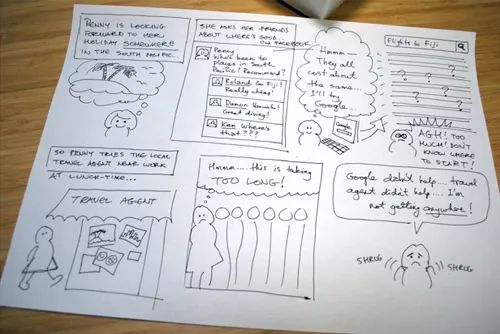 PENNY IS LOOKING
FORWARD TO HER
HOLIDAY SOMEWHERE
IN THE SOUTH PACIFIC.
SHE ASKS HER FRIENDS
ABOUT WHERE'S GOOD...
ON FACEBOOK
Penny
Who's been to
places in South
Pacific? Recommend?
Roland Go Fiji!
Really cheap!
Damon
Great diving!
Ken Where's
that???
Hmmm...
They all
cost about
the same...
I'll try
Google...
Google
Flights to Fiji
?
?
?
?
?
AGH! TOO
MUCH! DON'T
KNOW WHERE
TO START!
SO PENNY TRIES THE LOCAL
TRAVEL AGENT NEAR WORK
AT LUNCH-TIME...
TRAVEL AGENT
Hmmm.... this is taking
TOO LONG!
Google didn't help.... travel
agent didn't help.... I'm
not getting anywhere!
SHRUG
SHRUG